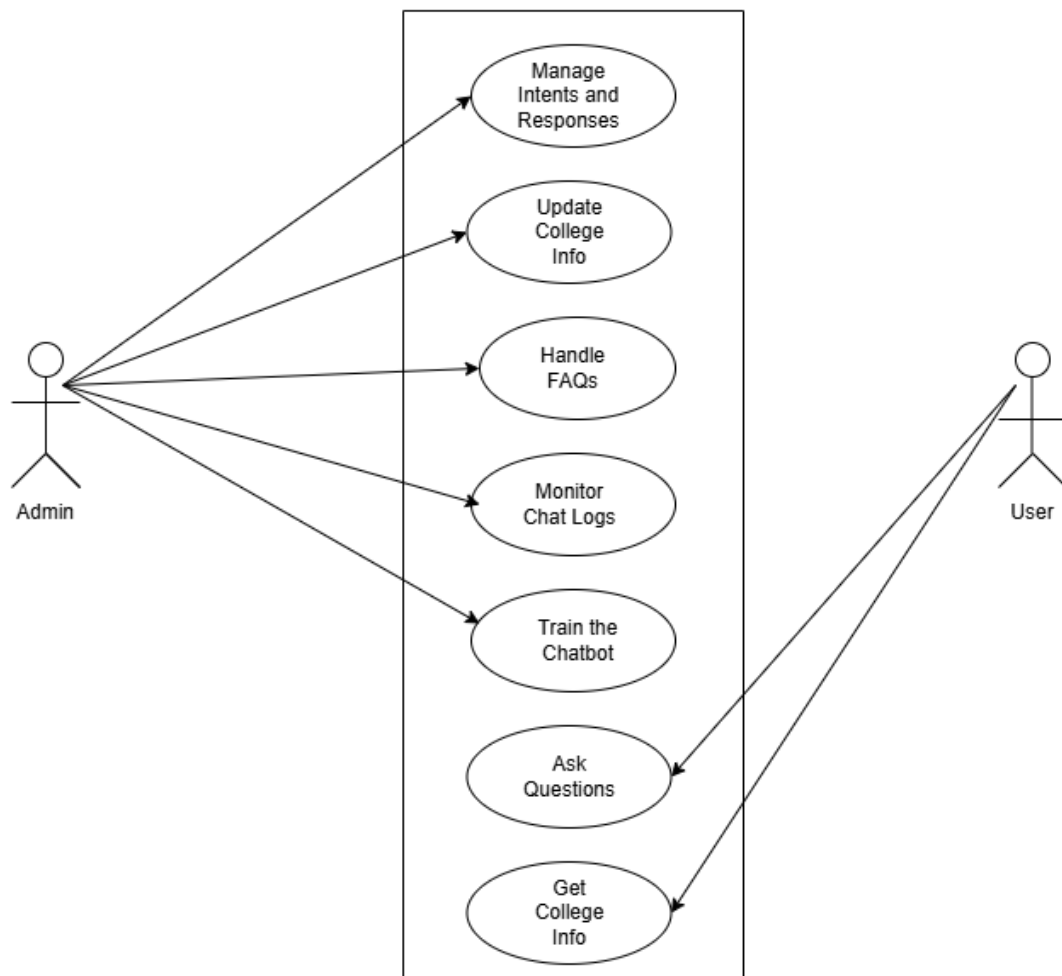 Manage
Intents and
Responses
Update
College
Info
Handle
FAQs
Admin
Monitor
Chat Logs
User
Train the
Chatbot
Ask
Questions
Get
College
Info